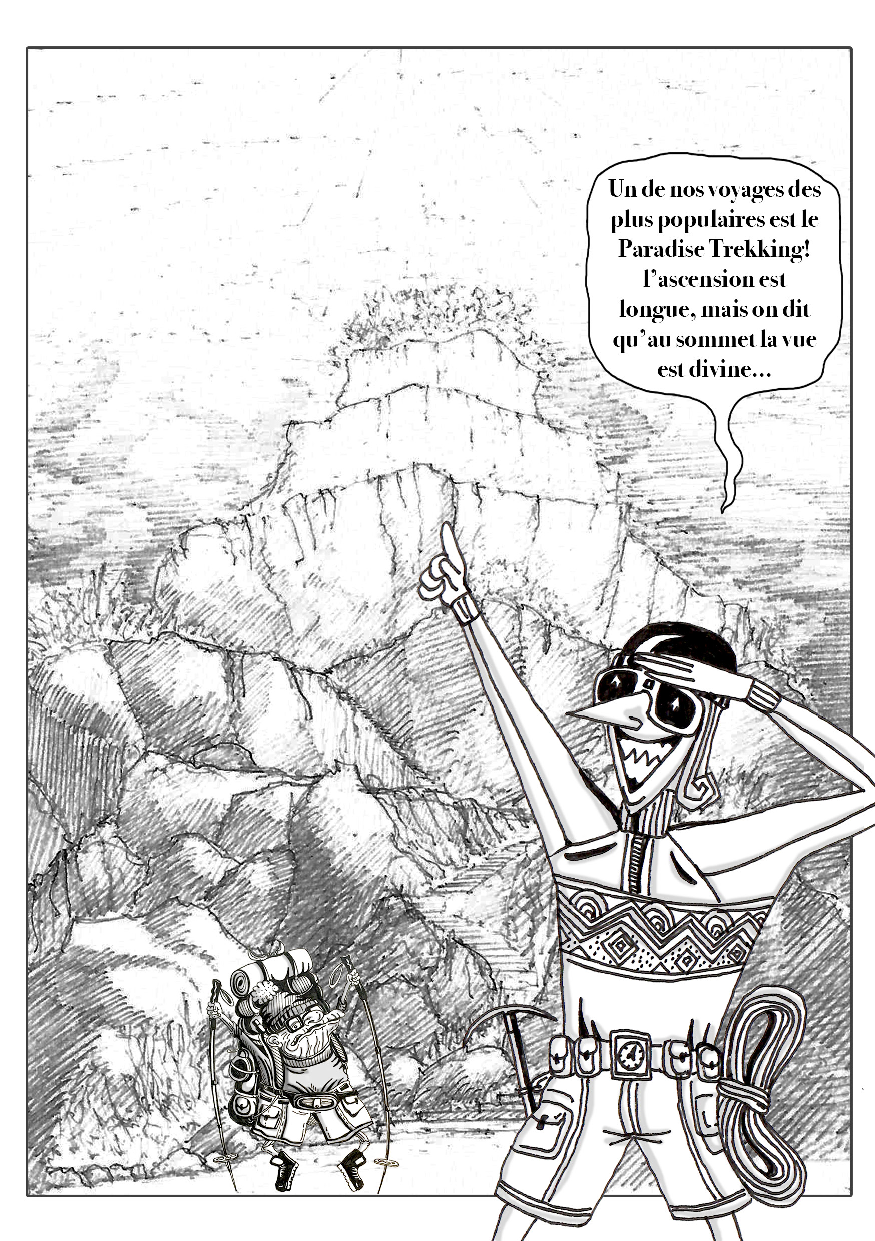 Un de nos voyages des
plus populaires est le
Paradise Trekking!
l'ascension est
longue, mais on dit
qu'au sommet la vue
est divine...